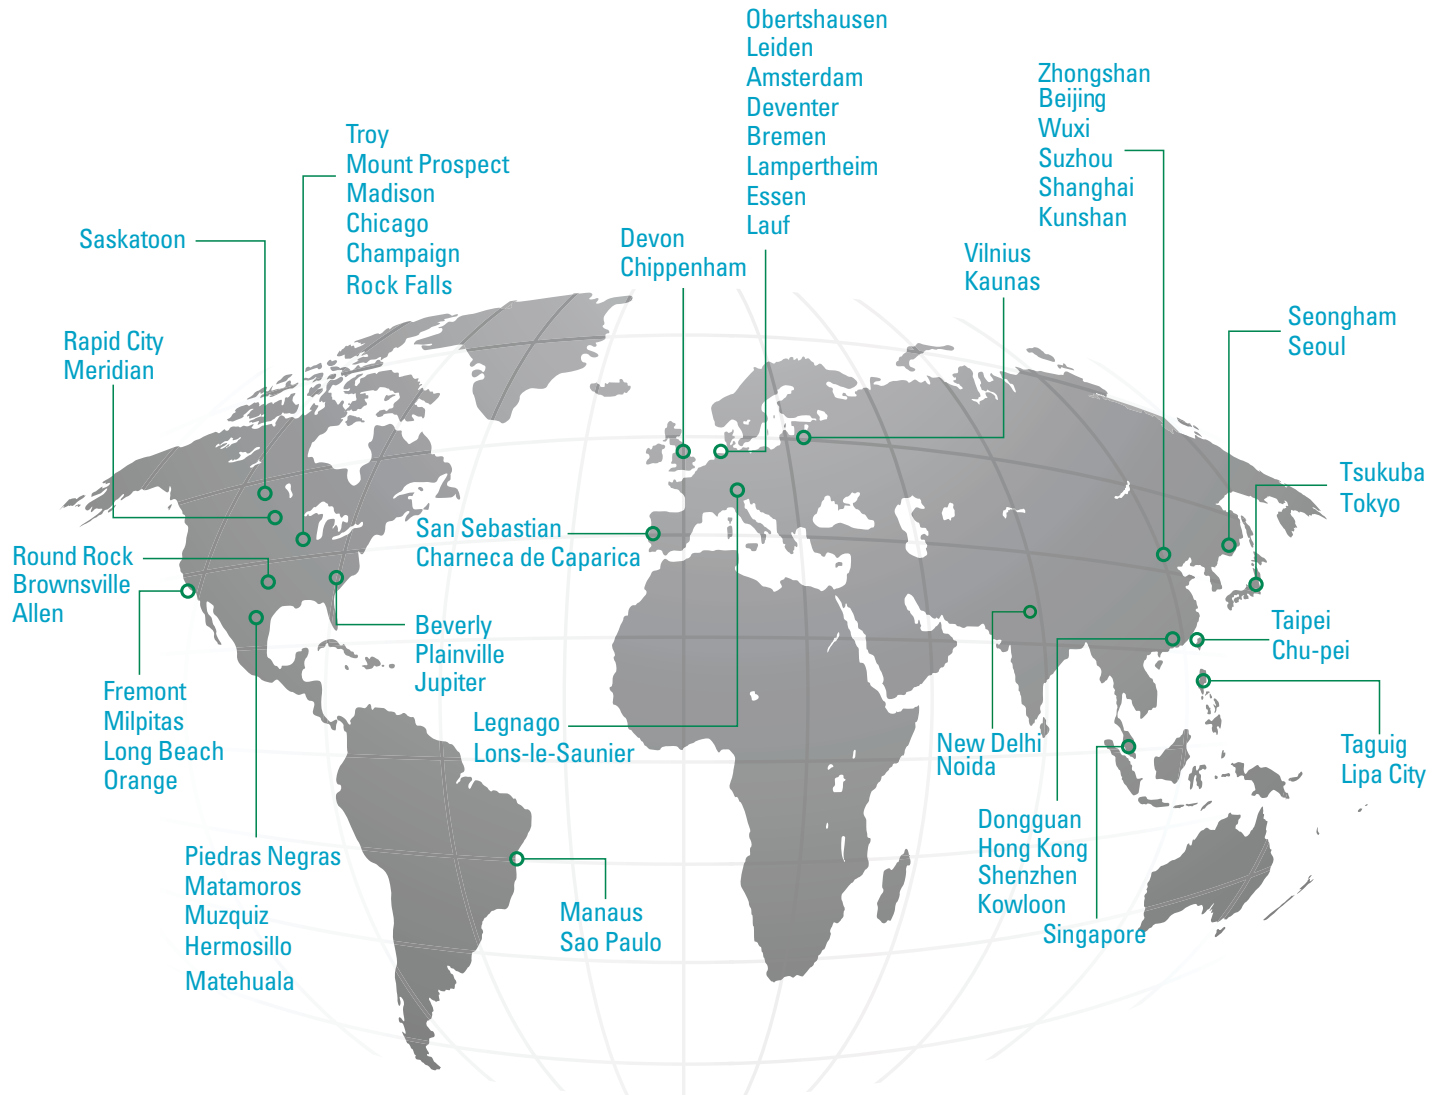 Obertshausen
Leiden
Amsterdam
Deventer
Bremen
Lampertheim
Essen
Lauf
Zhongshan
Beijing
Wuxi
Suzhou
Shanghai
Kunshan
Troy
Mount Prospect
Madison
Chicago
Champaign
Rock Falls
Saskatoon
Devon
Chippenham
Vilnius
Kaunas
Seongham
Seoul
Rapid City
Meridian
Tsukuba
Tokyo
San Sebastian
Charneca de Caparica
Round Rock
Brownsville
Allen
Beverly
Plainville
Jupiter
Taipei
Chu-pei
Fremont
Milpitas
Long Beach
Orange
Legnago
Lons-le-Saunier
New Delhi
Noida
Taguig
Lipa City
Dongguan
Hong Kong
Shenzhen
Kowloon
Singapore
Piedras Negras
Matamoros
Muzquiz
Hermosillo
Matehuala
Manaus
Sao Paulo